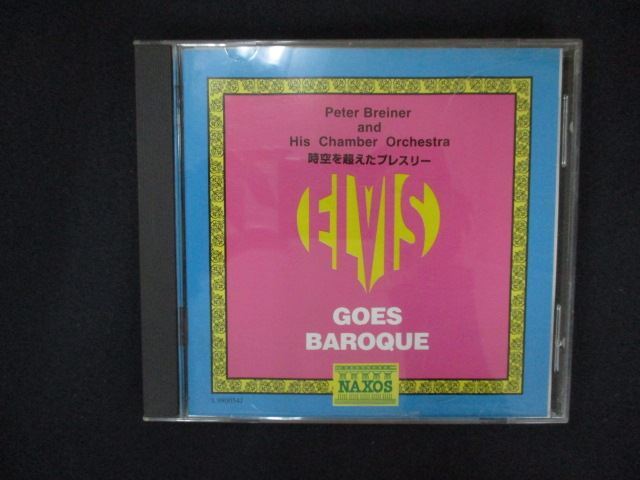 Peter Breiner
and
His Chamber Orchestra
時空を超えたプレスリー
ELVIS
GOES
BAROQUE
NAXOS